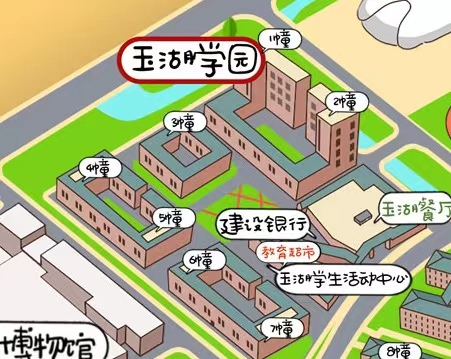 1幢
玉湖学园
2幢
3幢
4幢
5幢
玉湖餐厅
建设银行
教育超市
6幢
玉湖学生活动中心
7幢
博物馆
8幢